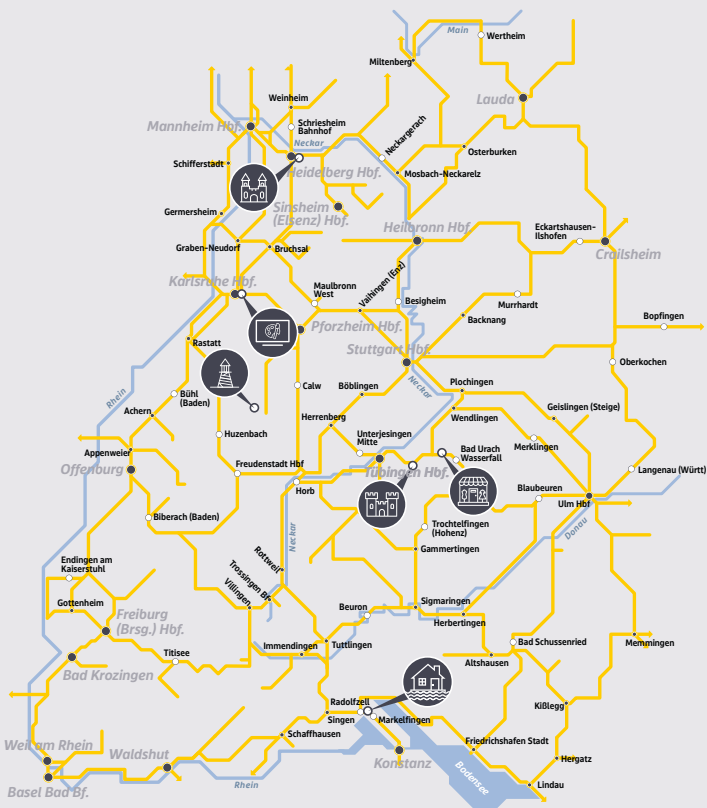 Main
Wertheim
Miltenberg
Lauda
Weinheim
Mannheim Hbf.
Schriesheim
Bahnhof
Neckar
Neckargerach
Osterburken
Schifferstadt
Heidelberg Hbf.
Mosbach-Neckarelz
Germersheim
Sinsheim
(Elsenz) Hbf.
Heilbronn Hbf.
Eckartshausen-
Ilshofen
Crailsheim
Graben-Neudorf
Bruchsal
Karlsruhe Hbf.
Maulbronn
West
Vaihingen (Enz)
Besigheim
Murrhardt
Backnang
Bopfingen
Pforzheim Hbf.
Rastatt
Stuttgart Hbf.
Oberkochen
Rhein
Neckar
Bühl
(Baden)
Calw
Böblingen
Plochingen
Achern
Herrenberg
Wendlingen
Geislingen (Steige)
Huzenbach
Unterjesingen
Mitte
Merklingen
Appenweier
Bad Urach
Wasserfall
Offenburg
Freudenstadt Hbf
Tübingen Hbf.
Langenau (Württ)
Horb
Blaubeuren
Ulm Hbf
Biberach (Baden)
Trochtelfingen
(Hohenz)
Donau
Neckar
Gammertingen
Rottweil
Endingen am
Kaiserstuhl
Trossingen Bf.
Villingen
Gottenheim
Beuron
Sigmaringen
Herbertingen
Freiburg
(Brsg.) Hbf.
Titisee
Immendingen
Tuttlingen
Bad Schussenried
Memmingen
Altshausen
Bad Krozingen
Radolfzell
Singen
Markelfingen
Kißlegg
Schaffhausen
Weil am Rhein
Waldshut
Friedrichshafen Stadt
Konstanz
Hergatz
Rhein
Bodensee
Basel Bad Bf.
Lindau